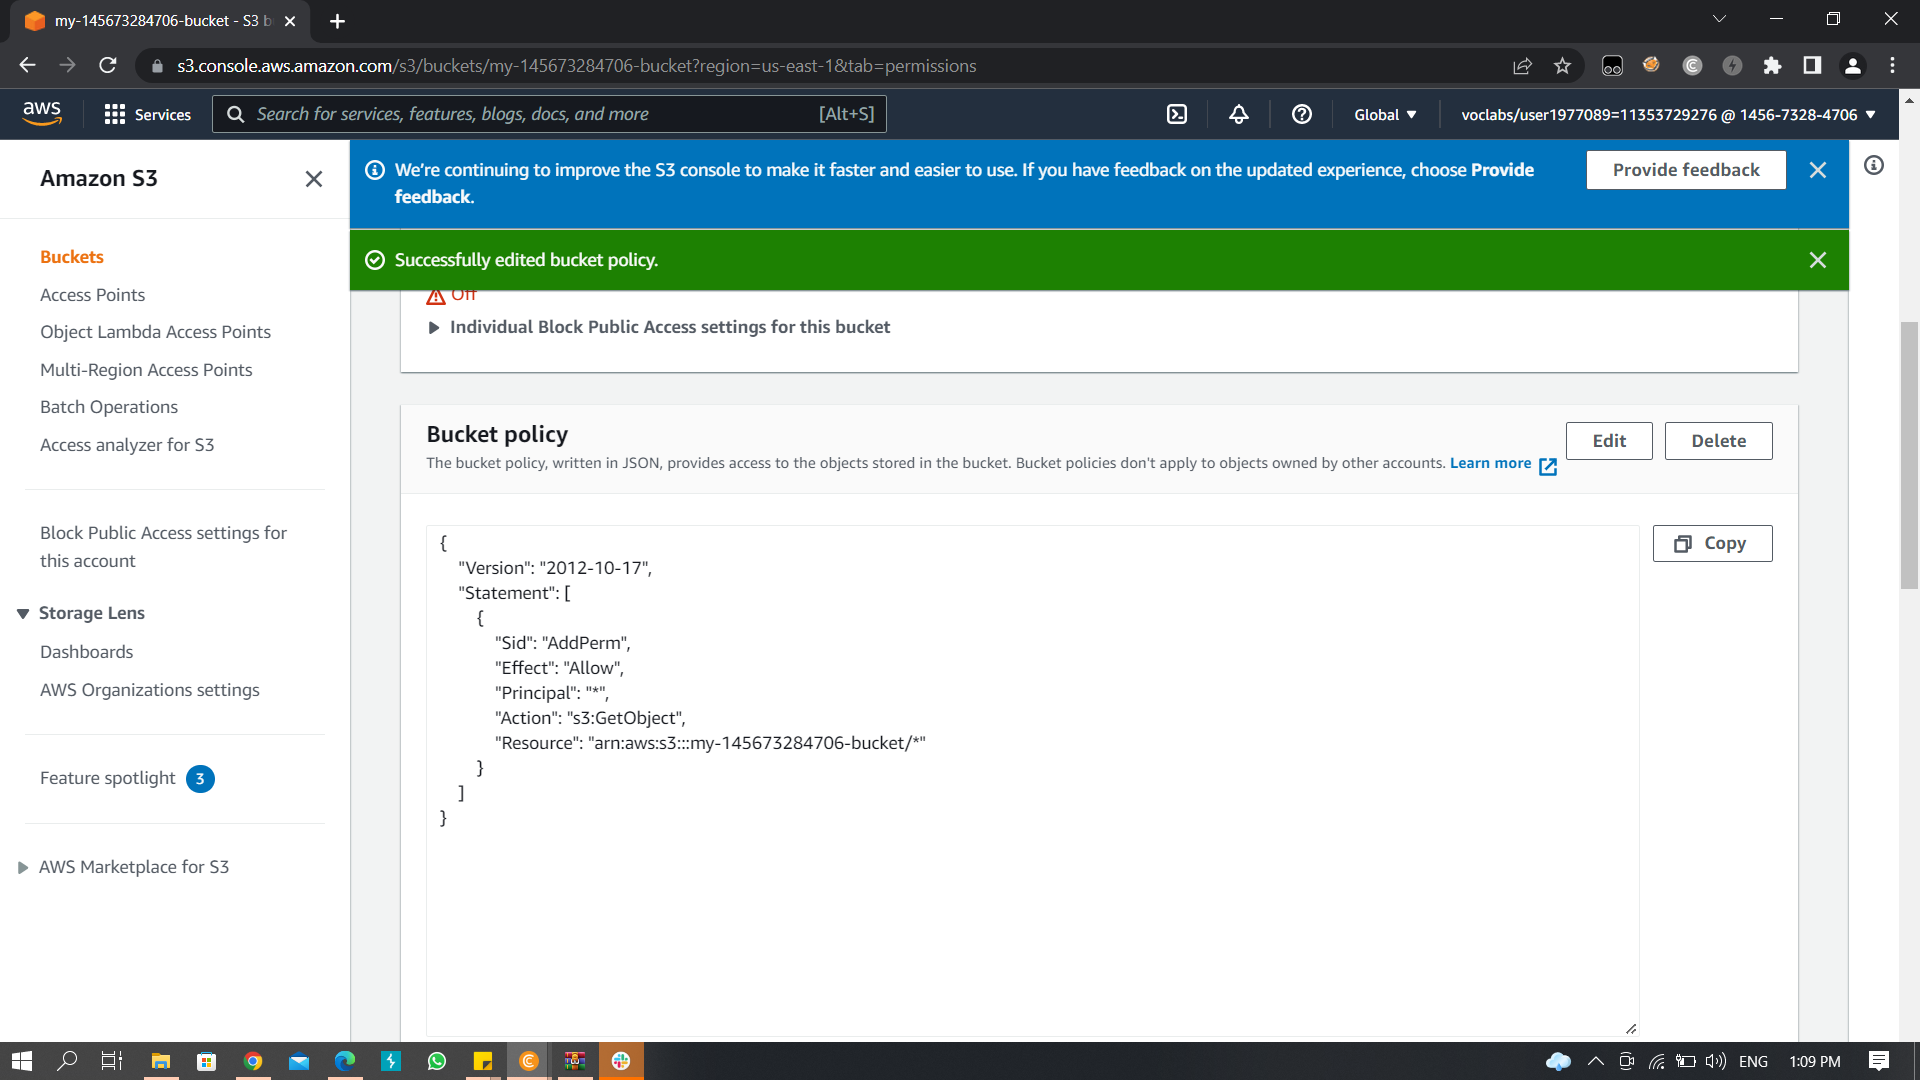 my-145673284706-bucket - S3 b
s3.console.aws.amazon.com/s3/buckets/my-145673284706-bucket?region=us-east-1&tab=permissions
aws
Services
Search for services, features, blogs, docs, and more
[Alt+S]
Global
voclabs/user1977089=11353729276 @ 1456-7328-4706
Amazon S3
Buckets
Access Points
Object Lambda Access Points
Multi-Region Access Points
Batch Operations
Access analyzer for S3
Block Public Access settings for
this account
Storage Lens
Dashboards
AWS Organizations settings
Feature spotlight 3
AWS Marketplace for S3
We're continuing to improve the S3 console to make it faster and easier to use. If you have feedback on the updated experience, choose Provide
feedback.
Provide feedback
Successfully edited bucket policy.
Off
Individual Block Public Access settings for this bucket
Bucket policy
The bucket policy, written in JSON, provides access to the objects stored in the bucket. Bucket policies don't apply to objects owned by other accounts. Learn more
Edit
Delete
Copy
{
"Version": "2012-10-17",
"Statement": [
{
"Sid": "AddPerm",
"Effect": "Allow",
"Principal": "*",
"Action": "s3:GetObject",
"Resource": "arn:aws:s3:::my-145673284706-bucket/*"
}
]
}
ENG
1:09 PM